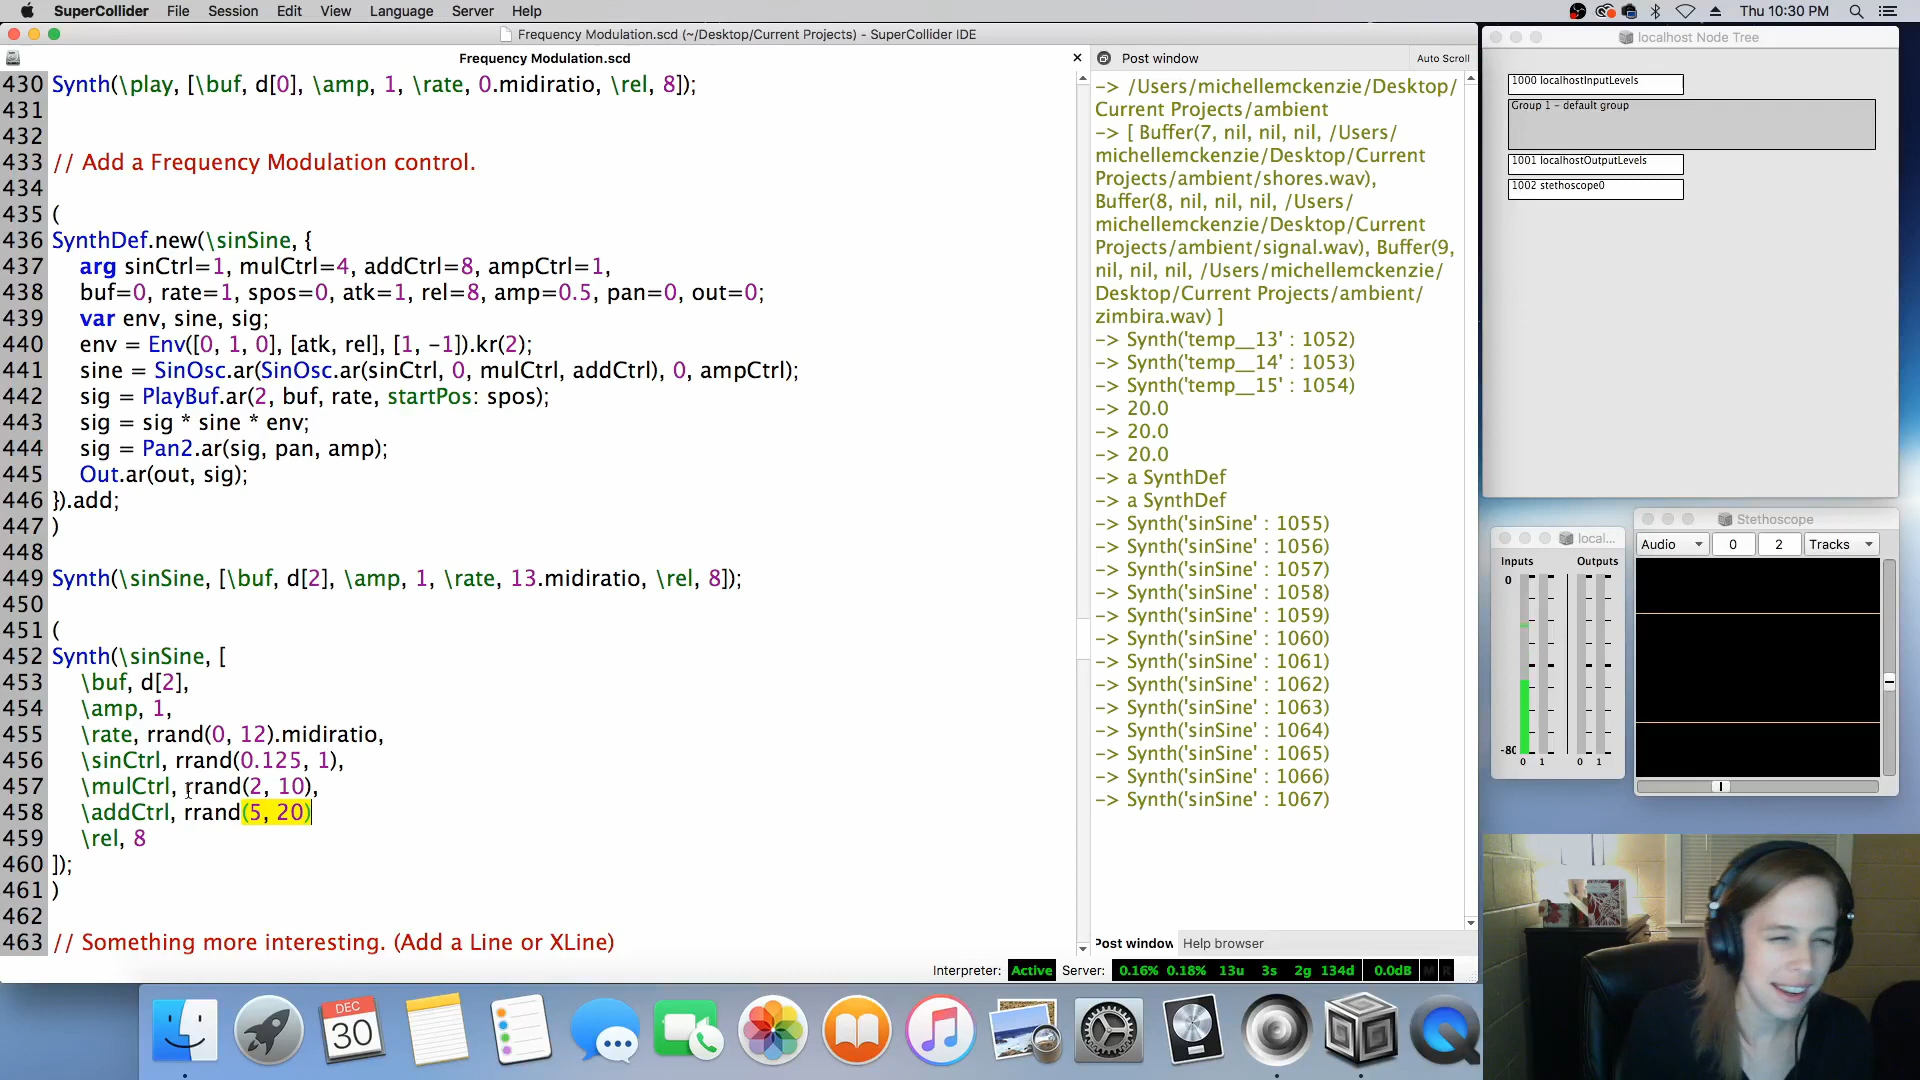 SuperCollider File Session Edit View Language Server Help
Thu 10:30 PM
Frequency Modulation.scd (~/Desktop/Current Projects) - SuperCollider IDE
Frequency Modulation.scd
430 Synth(\play, [\buf, d[0], \amp, 1, \rate, 0.midiratio, \rel, 8]);
431
432
433 // Add a Frequency Modulation control.
434
435 (
436 SynthDef.new(\sinSine, {
437 arg sinCtrl=1, mulCtrl=4, addCtrl=8, ampCtrl=1,
438 buf=0, rate=1, spos=0, atk=1, rel=8, amp=0.5, pan=0, out=0;
439 var env, sine, sig;
440 env = Env([0, 1, 0], [atk, rel], [1, -1]).kr(2);
441 sine = SinOsc.ar(SinOsc.ar(sinCtrl, 0, mulCtrl, addCtrl), 0, ampCtrl);
442 sig = PlayBuf.ar(2, buf, rate, startPos: spos);
443 sig = sig * sine * env;
444 sig = Pan2.ar(sig, pan, amp);
445 Out.ar(out, sig);
446 }).add;
447 )
448
449 Synth(\sinSine, [\buf, d[2], \amp, 1, \rate, 13.midiratio, \rel, 8]);
450
451 (
452 Synth(\sinSine, [
453 \buf, d[2],
454 \amp, 1,
455 \rate, rrand(0, 12).midiratio,
456 \sinCtrl, rrand(0.125, 1),
457 \mulCtrl, rrand(2, 10),
458 \addCtrl, rrand(5, 20)
459 \rel, 8
460 ]);
461 )
462
463 // Something more interesting. (Add a Line or XLine)
Post window
Auto Scroll
-> /Users/michellemckenzie/Desktop/
Current Projects/ambient
-> [ Buffer(7, nil, nil, nil, /Users/
michellemckenzie/Desktop/Current
Projects/ambient/shores.wav),
Buffer(8, nil, nil, nil, /Users/
michellemckenzie/Desktop/Current
Projects/ambient/signal.wav), Buffer(9,
nil, nil, nil, /Users/michellemckenzie/
Desktop/Current Projects/ambient/
zimbira.wav) ]
-> Synth('temp__13' : 1052)
-> Synth('temp__14' : 1053)
-> Synth('temp__15' : 1054)
-> 20.0
-> 20.0
-> 20.0
-> a SynthDef
-> a SynthDef
-> Synth('sinSine' : 1055)
-> Synth('sinSine' : 1056)
-> Synth('sinSine' : 1057)
-> Synth('sinSine' : 1058)
-> Synth('sinSine' : 1059)
-> Synth('sinSine' : 1060)
-> Synth('sinSine' : 1061)
-> Synth('sinSine' : 1062)
-> Synth('sinSine' : 1063)
-> Synth('sinSine' : 1064)
-> Synth('sinSine' : 1065)
-> Synth('sinSine' : 1066)
-> Synth('sinSine' : 1067)
Post window Help browser
Interpreter: Active Server: 0.16% 0.18% 13u 3s 2g 134d 0.0dB M R
localhost Node Tree
1000 localhostInputLevels
Group 1 - default group
1001 localhostOutputLevels
1002 stethoscope0
local...
Inputs Outputs
0
-80
0 1 0 1
Stethoscope
Audio 0 2 Tracks
DEC
30